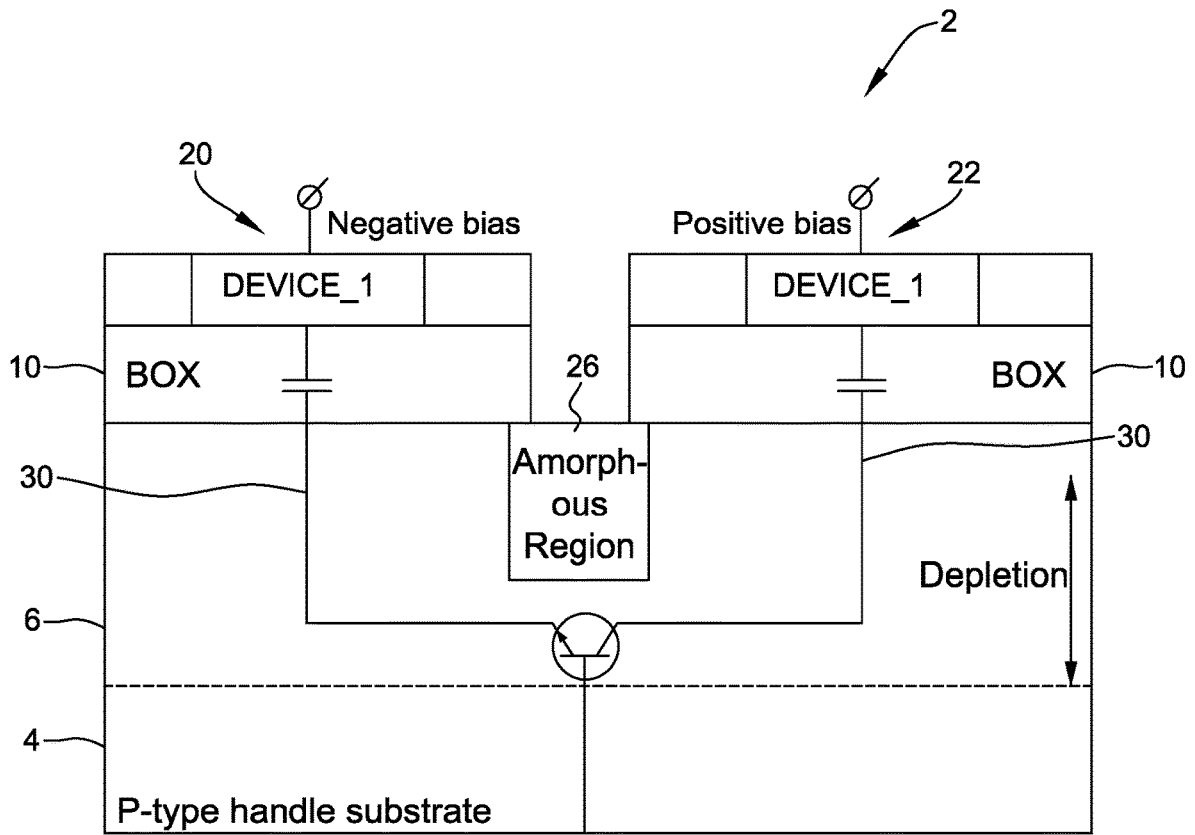 2
20
22
Negative bias
Positive bias
DEVICE_1
DEVICE_1
10
BOX
26
BOX
10
Amorph-
ous
Region
30
30
Depletion
6
4
P-type handle substrate